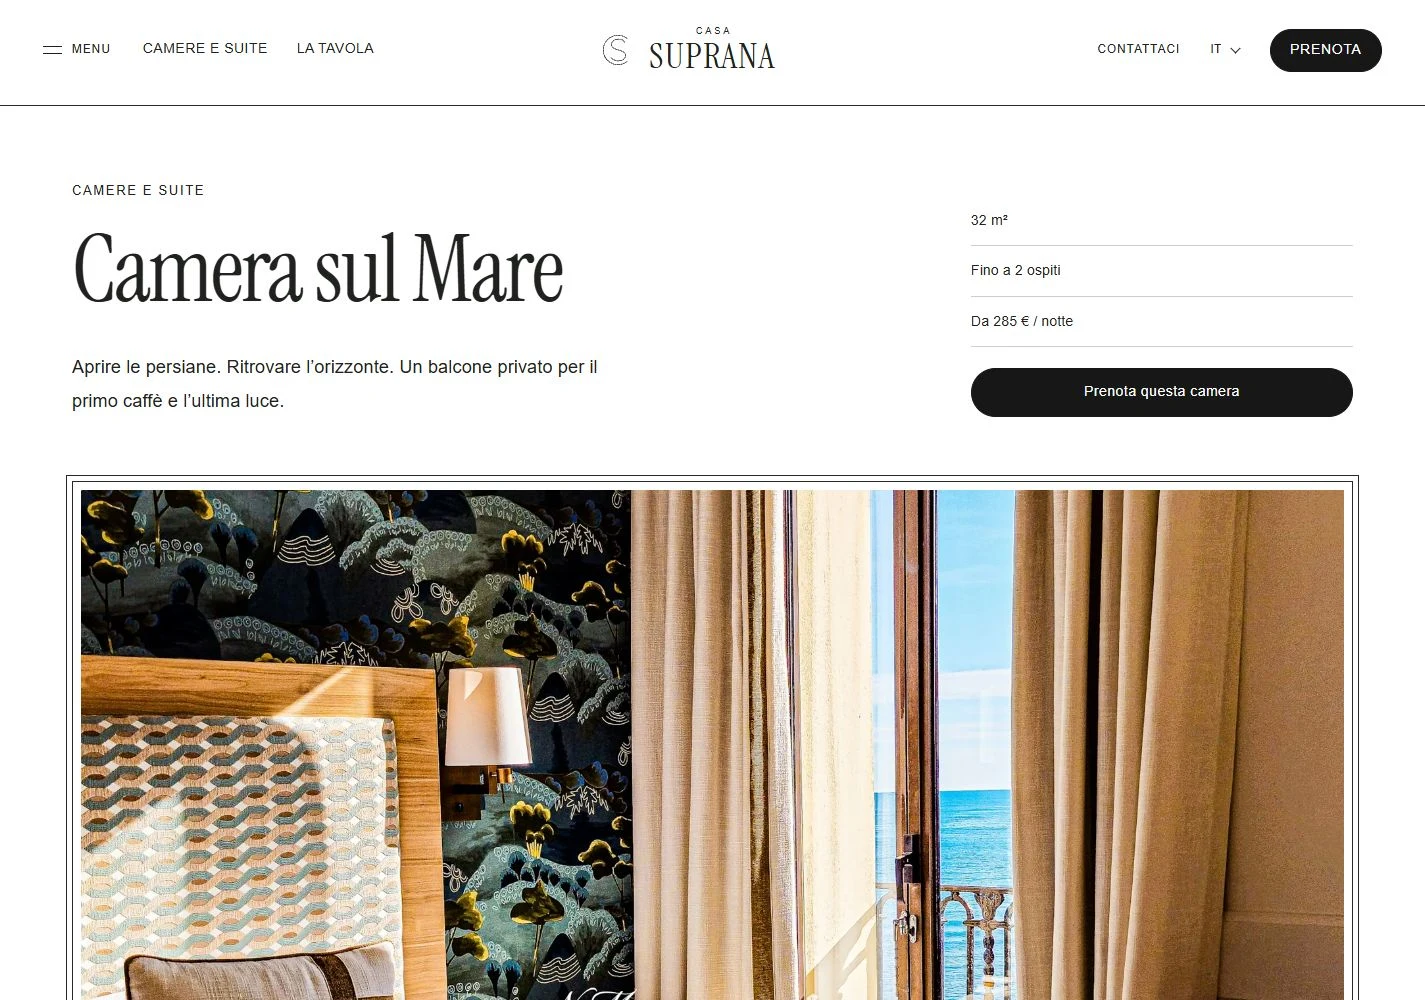 MENU
CAMERE E SUITE
LA TAVOLA
CASA
S SUPRANA
CONTATTACI
IT
PRENOTA
CAMERE E SUITE
Camera sul Mare
Aprire le persiane. Ritrovare l’orizzonte. Un balcone privato per il
primo caffè e l’ultima luce.
32 m²
Fino a 2 ospiti
Da 285 € / notte
Prenota questa camera